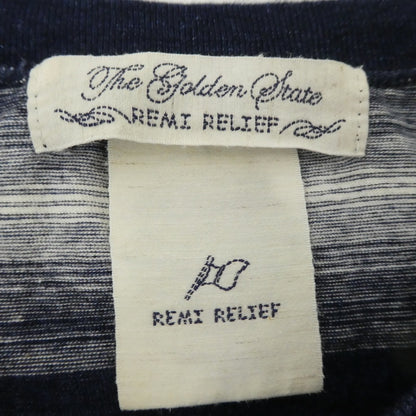 The Golden State
REMI RELIEF
REMI RELIEF